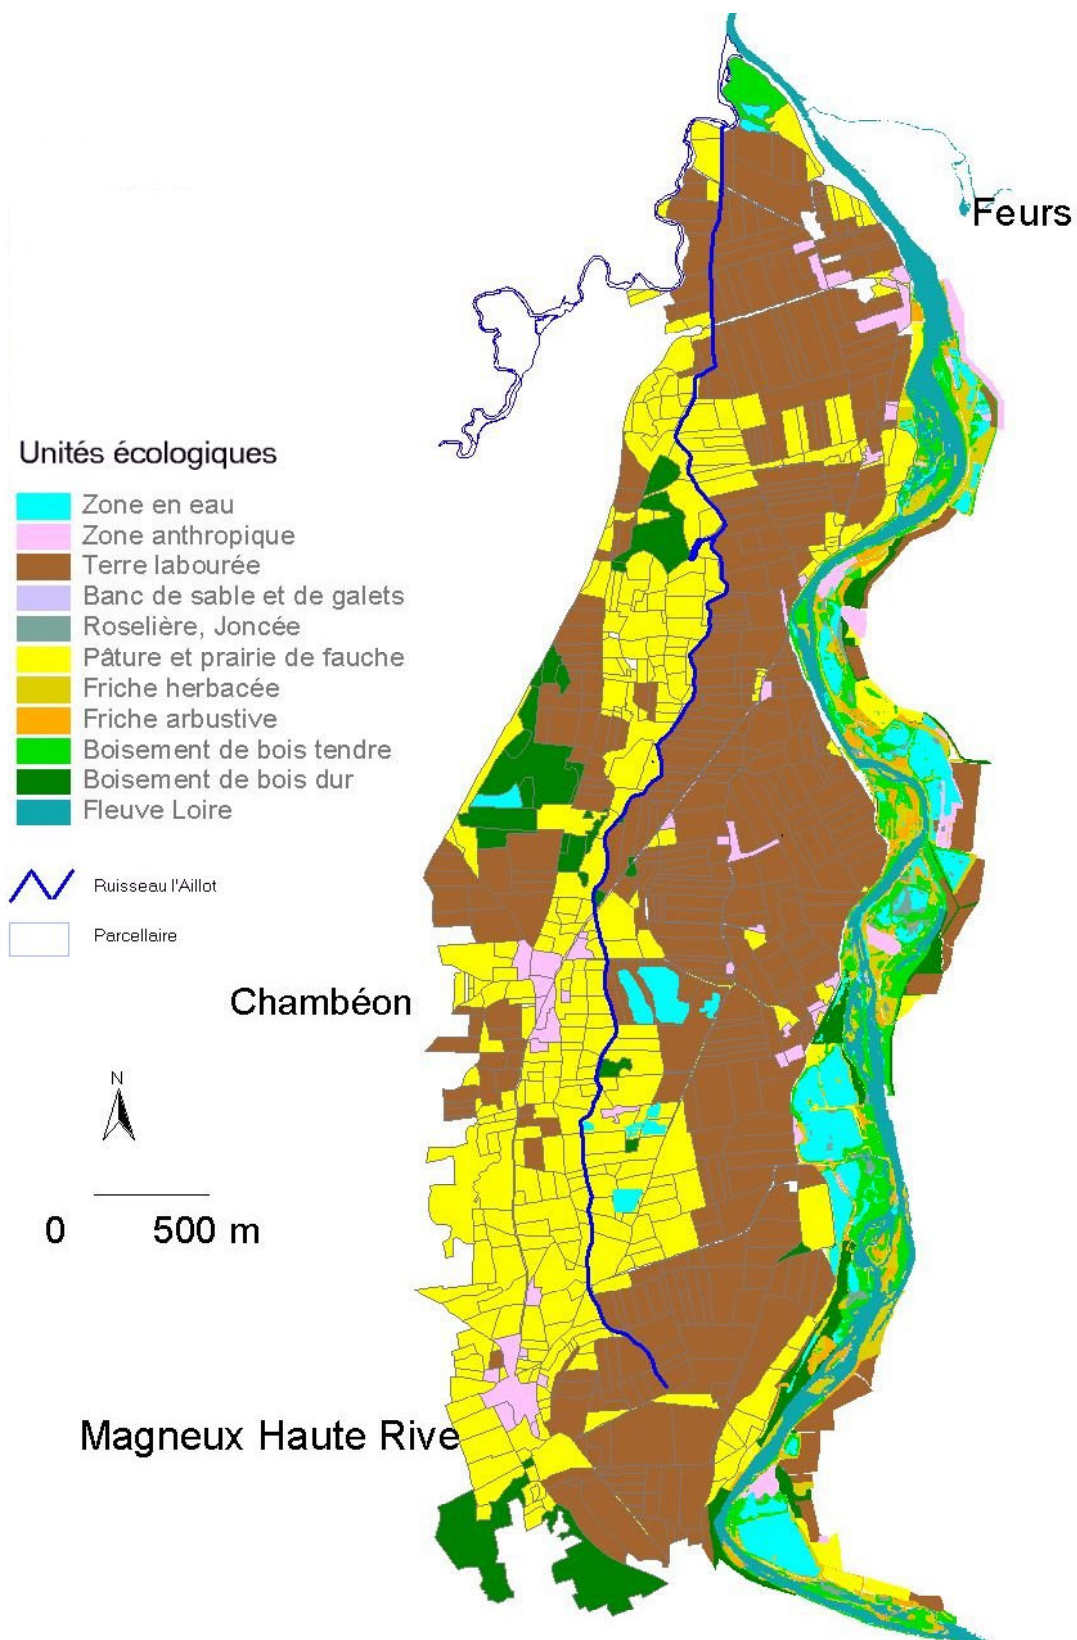 Feurs
Unités écologiques
Zone en eau
Zone anthropique
Terre labourée
Banc de sable et de galets
Roselière, Joncée
Pâture et prairie de fauche
Friche herbacée
Friche arbustive
Boisement de bois tendre
Boisement de bois dur
Fleuve Loire
Ruisseau l'Aillot
Parcellaire
Chambéon
N
0 500 m
Magneux Haute Rive